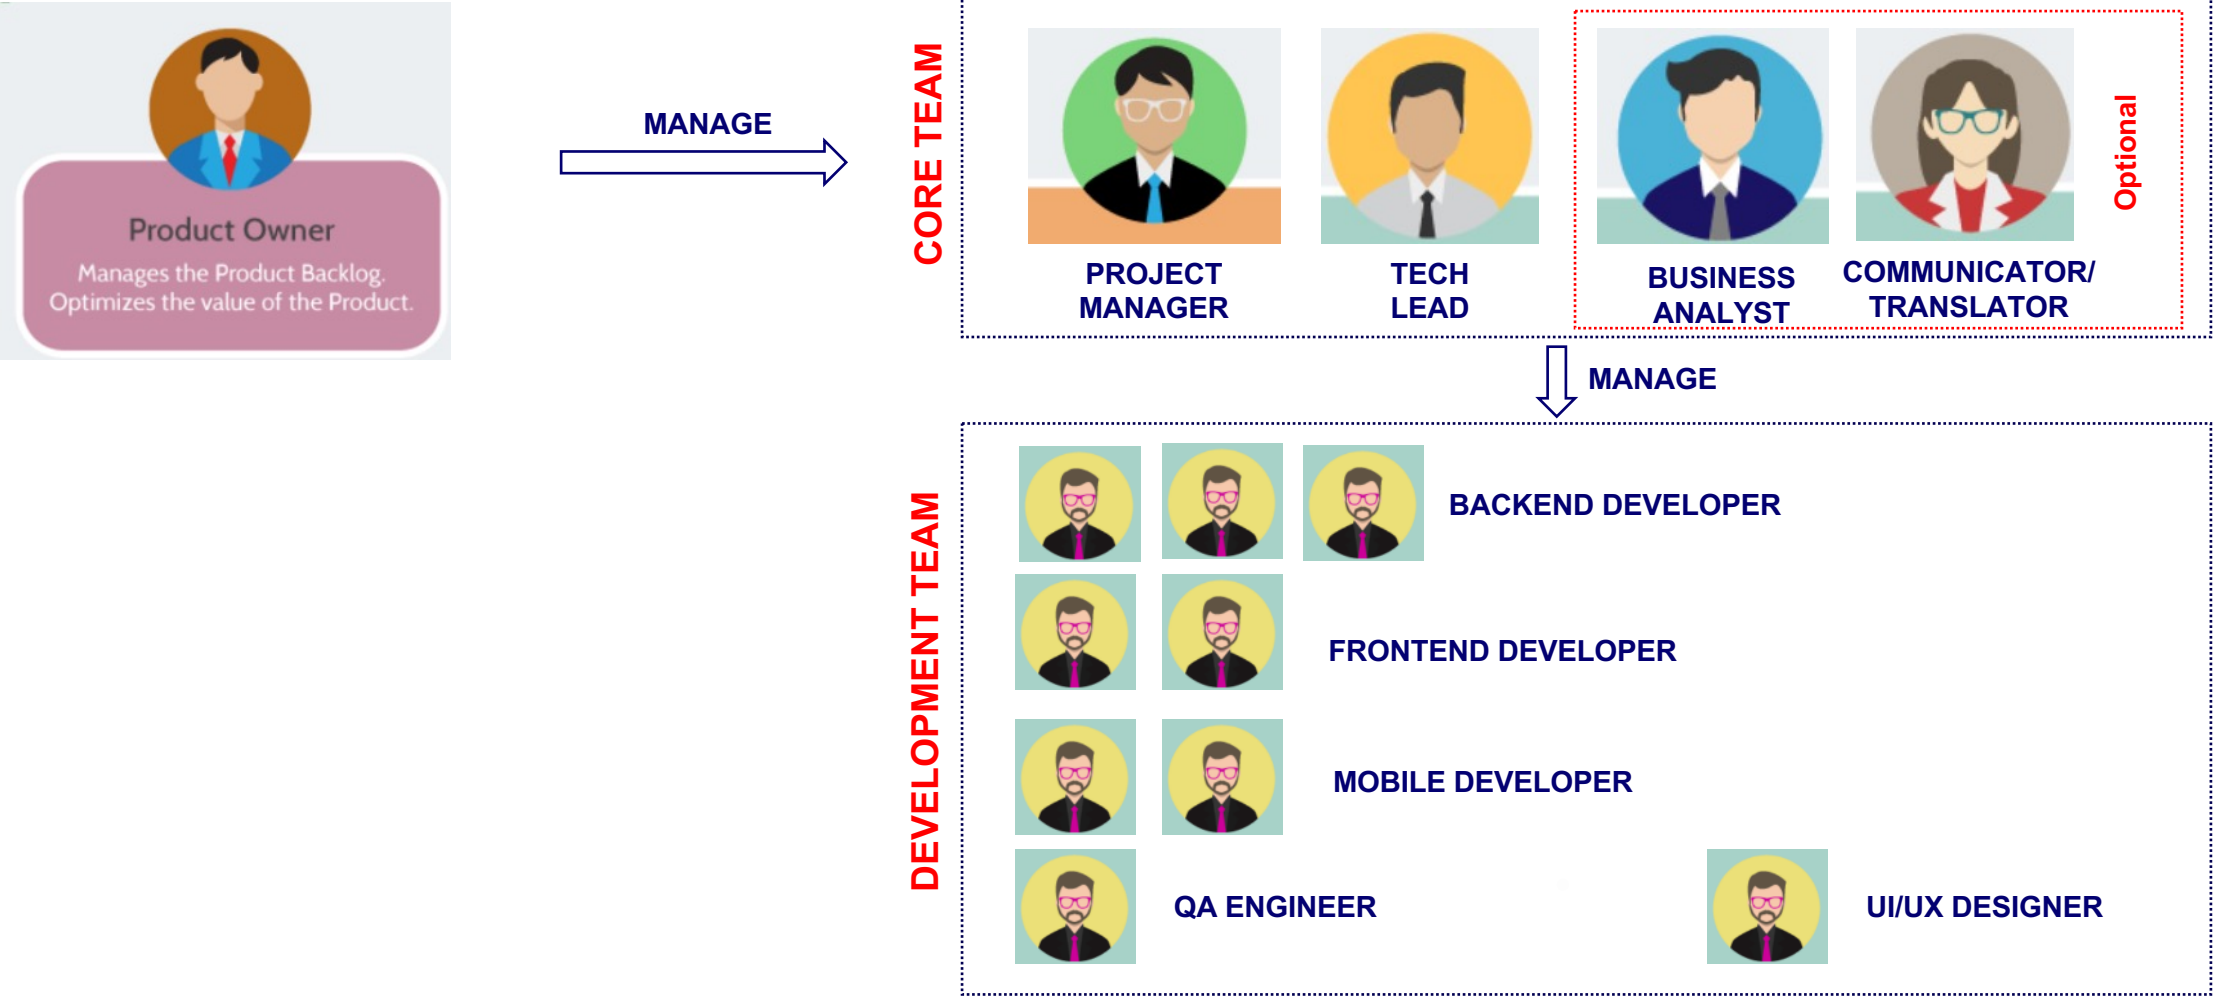 Product Owner
Manages the Product Backlog.
Optimizes the value of the Product.
MANAGE
CORE TEAM
PROJECT
MANAGER
TECH
LEAD
BUSINESS
ANALYST
COMMUNICATOR/
TRANSLATOR
Optional
MANAGE
DEVELOPMENT TEAM
BACKEND DEVELOPER
FRONTEND DEVELOPER
MOBILE DEVELOPER
QA ENGINEER
UI/UX DESIGNER